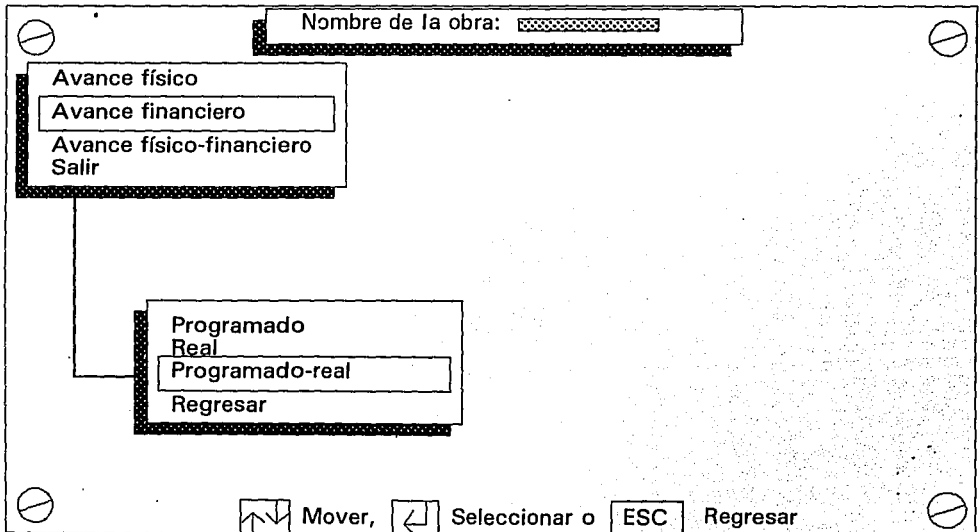 Nombre de la obra:
Avance físico
Avance financiero
Avance físico-financiero
Salir
Programado
Real
Programado-real
Regresar
Mover, Seleccionar o ESC Regresar